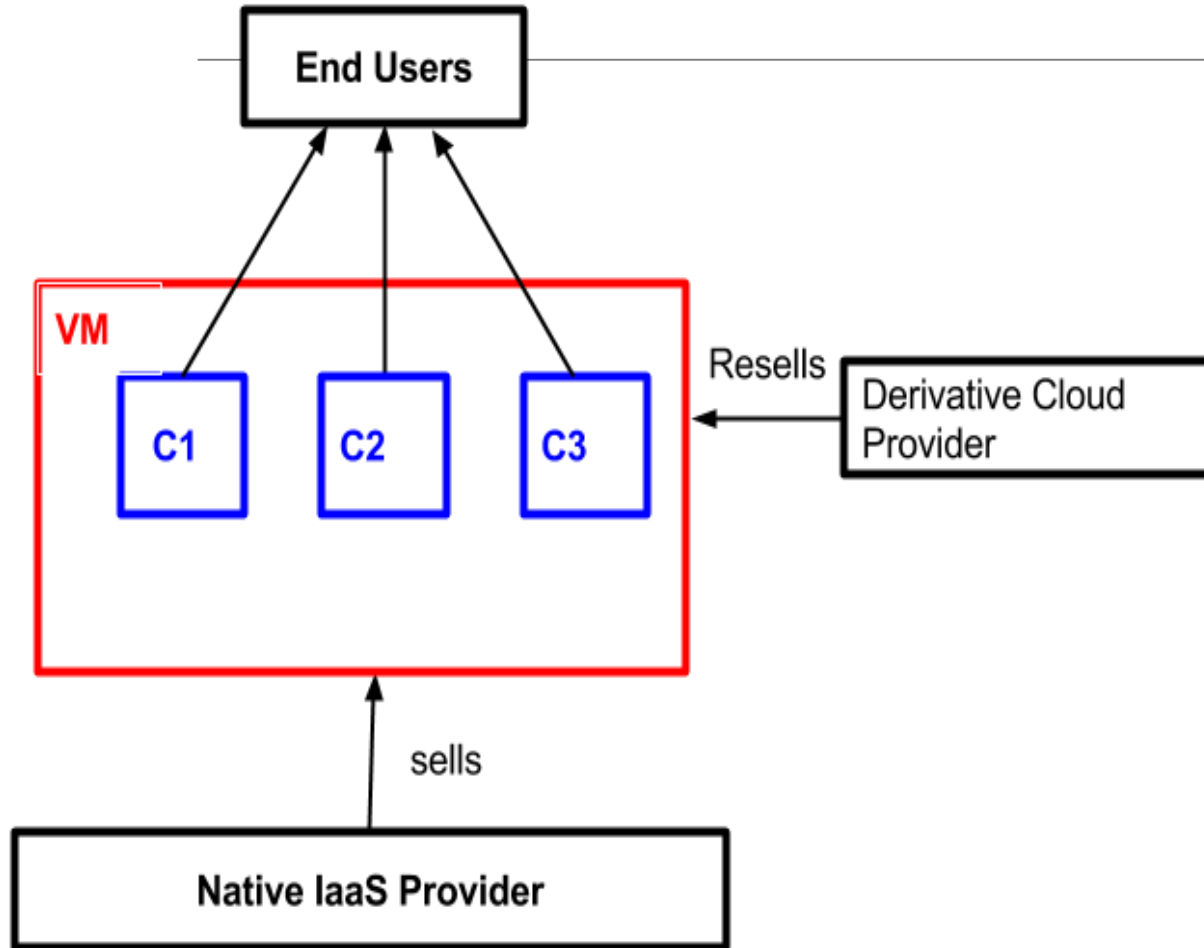 End Users
VM
Resells
C1
C2
C3
Derivative Cloud
Provider
sells
Native IaaS Provider